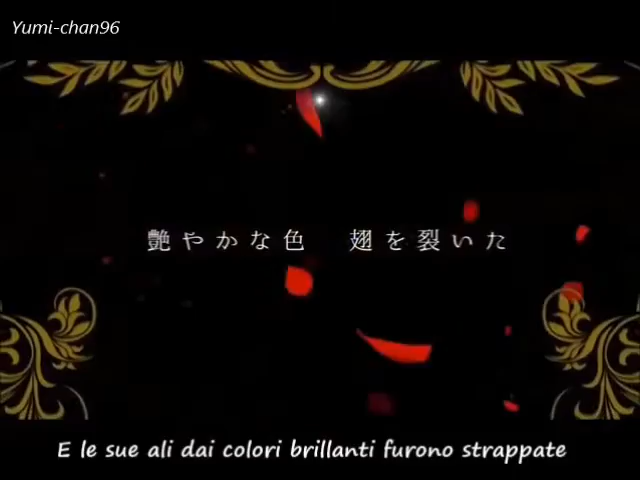 Yumi-chan96
艶やかな色 翅を裂いた
E le sue ali dai colori brillanti furono strappate